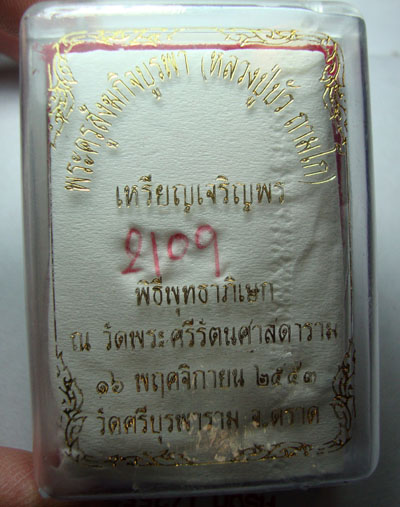 พระครูสังฆกิจบูรพา (หลวงปู่บัว ถามโก)
เหรียญเจริญพร
2109
พิธีพุทธาภิเษก
ณ วัดพระศรีรัตนศาสดาราม
๑๖ พฤศจิกายน ๒๕๕๓
วัดศรีบุรพาราม จ.ตราด